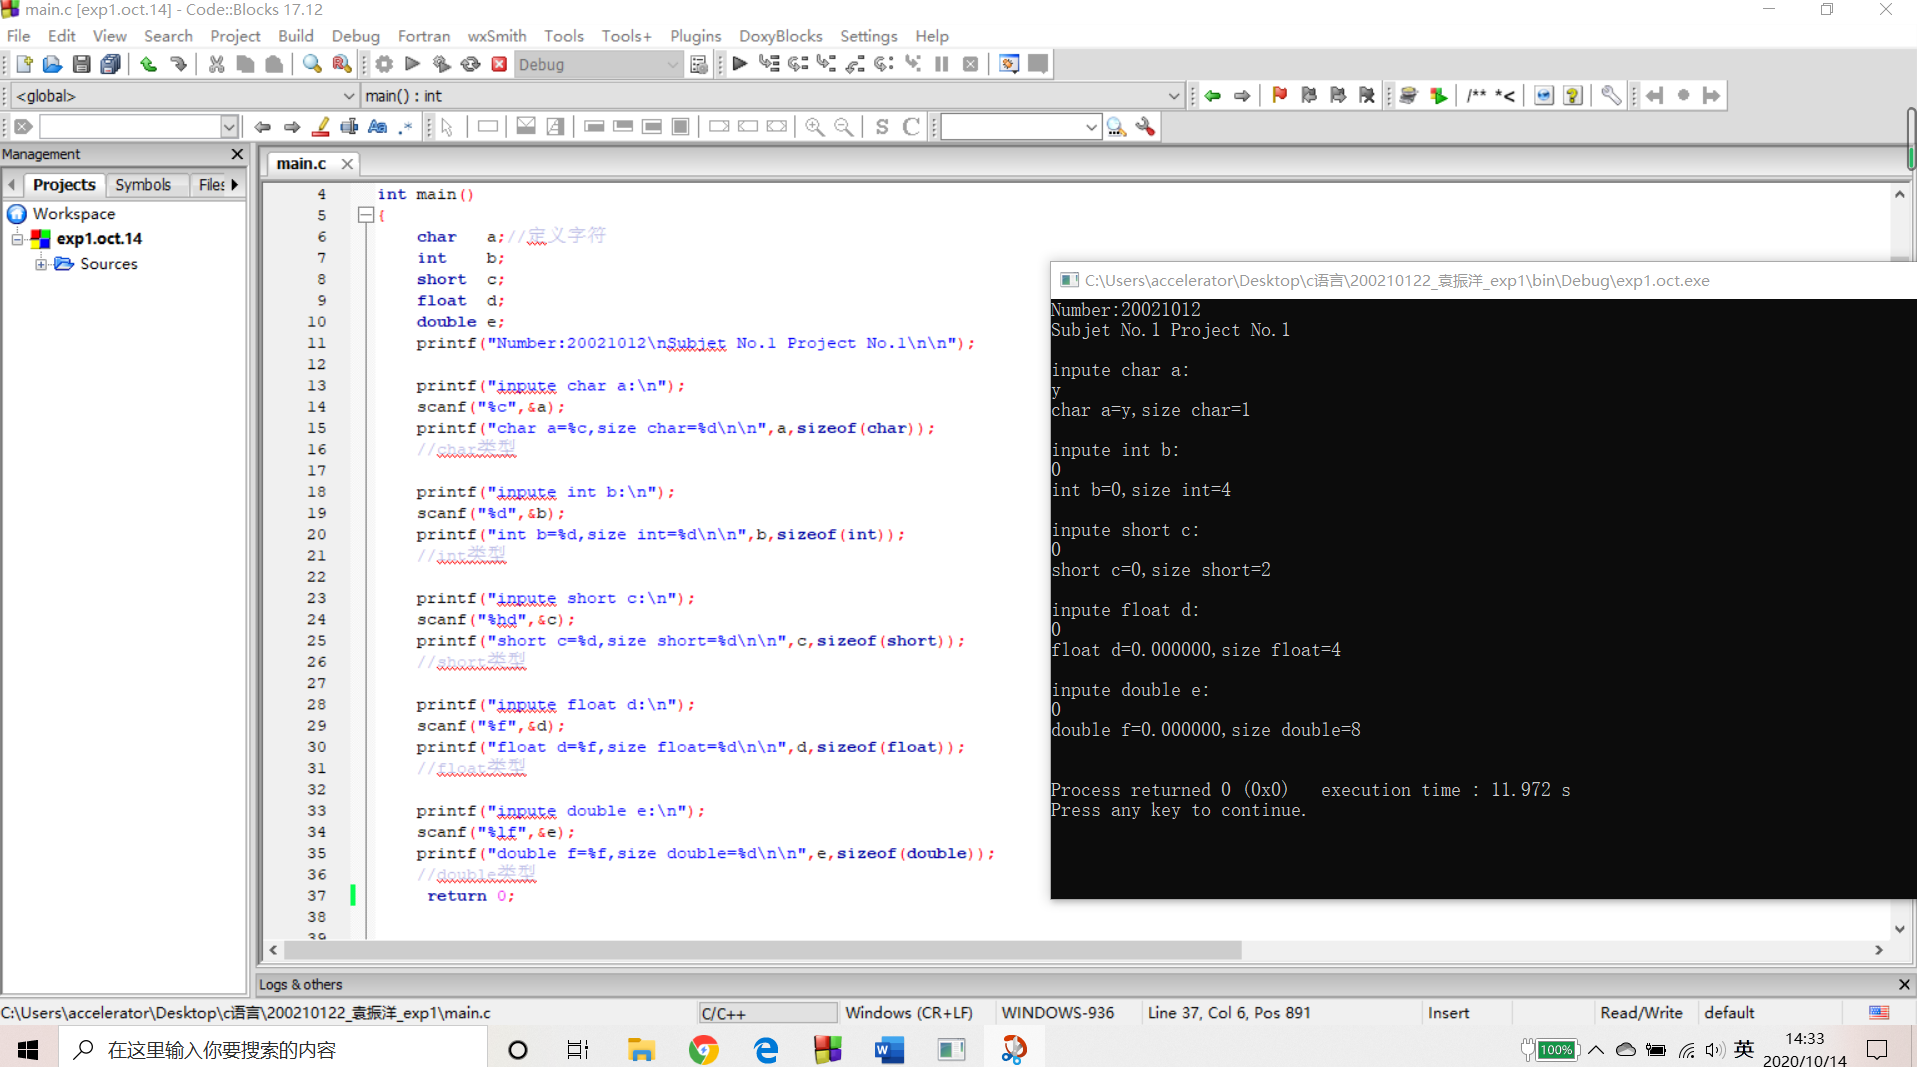 main.c [exp1.oct.14] - Code::Blocks 17.12
File Edit View Search Project Build Debug Fortran wxSmith Tools Tools+ Plugins DoxyBlocks Settings Help
Debug
<global>
main() : int
/** *<
Aa .*
S C
Management
main.c
Projects Symbols Files
Workspace
exp1.oct.14
Sources
4 int main()
5 {
6 char a;//定义字符
7 int b;
8 short c;
9 float d;
10 double e;
11 printf("Number:20021012\nSubjet No.1 Project No.1\n\n");
12
13 printf("inpute char a:\n");
14 scanf("%c",&a);
15 printf("char a=%c,size char=%d\n\n",a,sizeof(char));
16 //char类型
17
18 printf("inpute int b:\n");
19 scanf("%d",&b);
20 printf("int b=%d,size int=%d\n\n",b,sizeof(int));
21 //int类型
22
23 printf("inpute short c:\n");
24 scanf("%hd",&c);
25 printf("short c=%d,size short=%d\n\n",c,sizeof(short));
26 //short类型
27
28 printf("inpute float d:\n");
29 scanf("%f",&d);
30 printf("float d=%f,size float=%d\n\n",d,sizeof(float));
31 //float类型
32
33 printf("inpute double e:\n");
34 scanf("%lf",&e);
35 printf("double f=%f,size double=%d\n\n",e,sizeof(double));
36 //double类型
37 return 0;
38
39
C:\Users\accelerator\Desktop\c语言\200210122_袁振洋_exp1\bin\Debug\exp1.oct.exe
Number:20021012
Subjet No.1 Project No.1
inpute char a:
y
char a=y,size char=1
inpute int b:
0
int b=0,size int=4
inpute short c:
0
short c=0,size short=2
inpute float d:
0
float d=0.000000,size float=4
inpute double e:
0
double f=0.000000,size double=8
Process returned 0 (0x0) execution time : 11.972 s
Press any key to continue.
Logs & others
C:\Users\accelerator\Desktop\c语言\200210122_袁振洋_exp1\main.c
C/C++
Windows (CR+LF)
WINDOWS-936
Line 37, Col 6, Pos 891
Insert
Read/Write
default
在这里输入你要搜索的内容
100%
英
14:33
2020/10/14